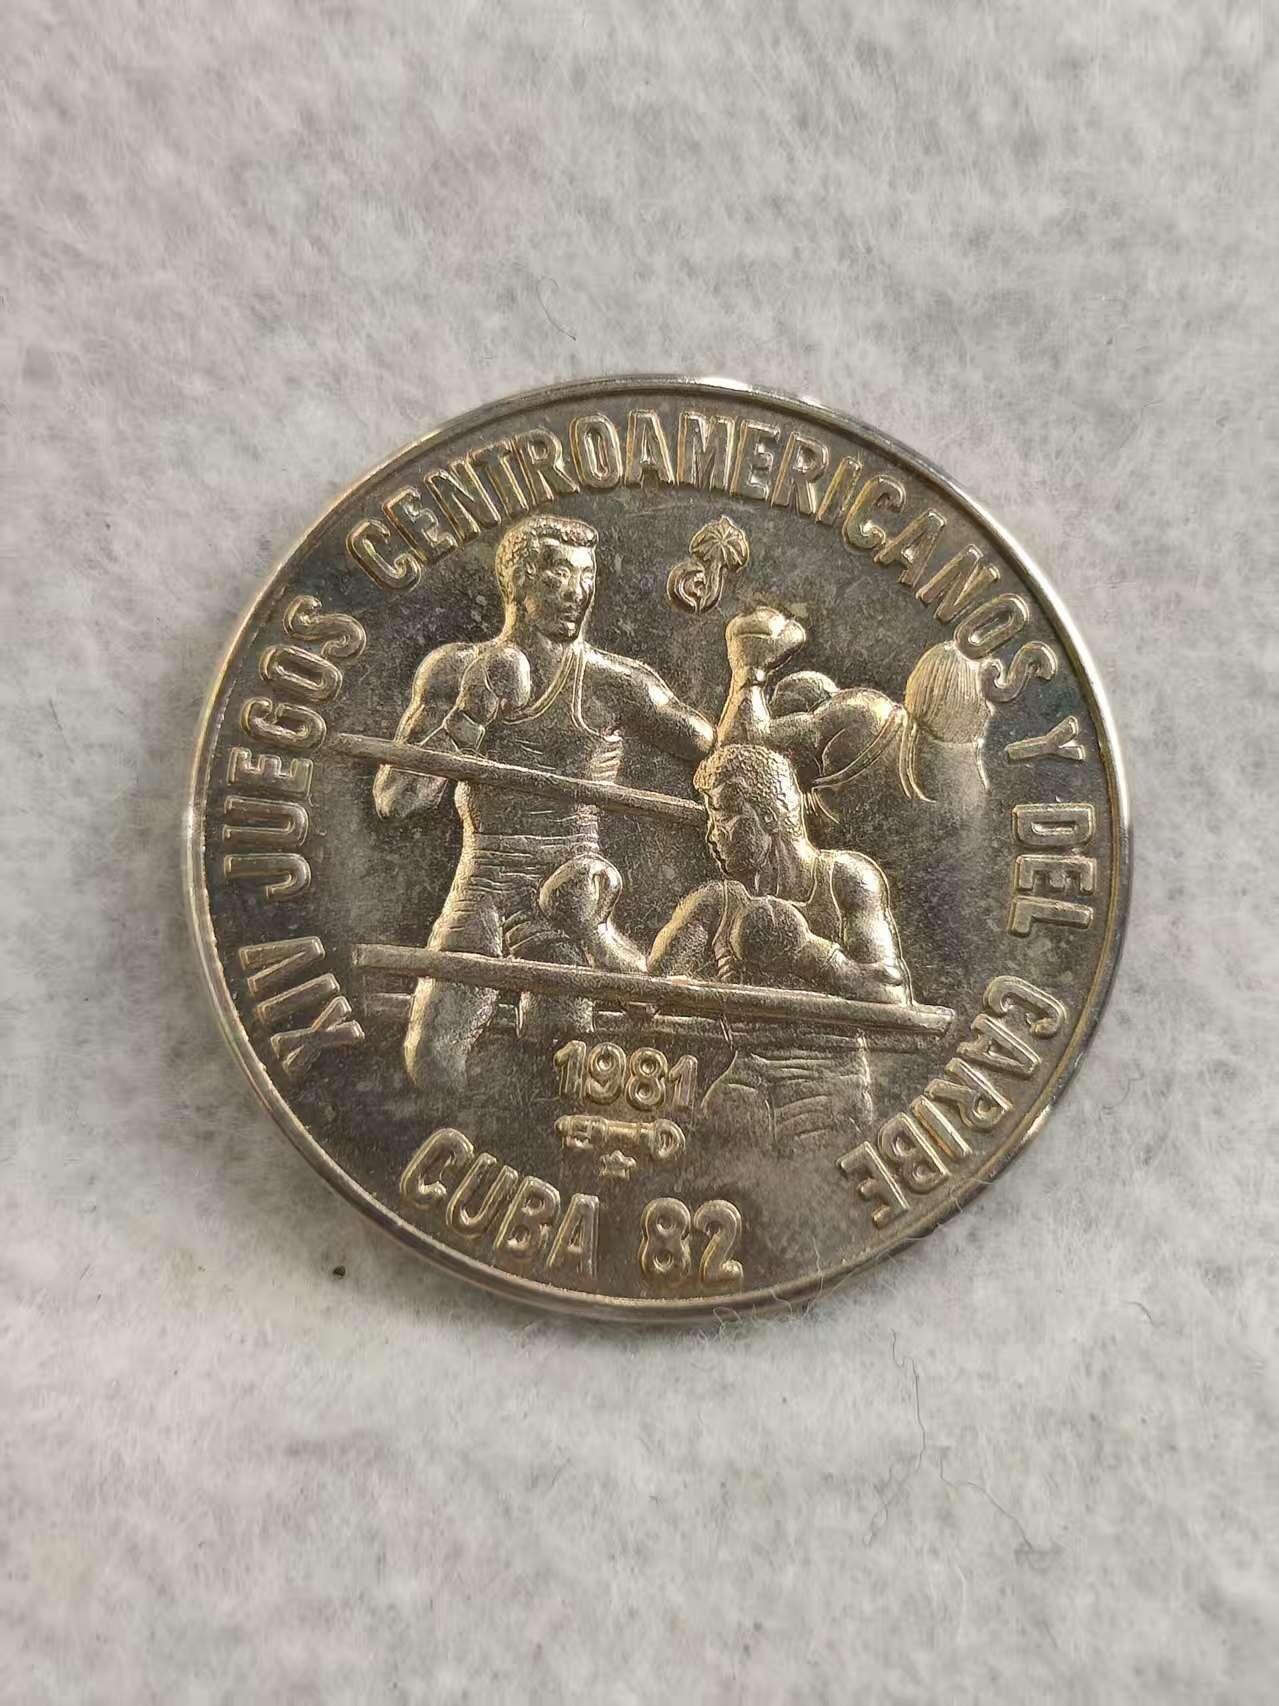 XIV JUEGOS CENTROAMERICANOS Y DEL CARIBE
1981
CUBA 82